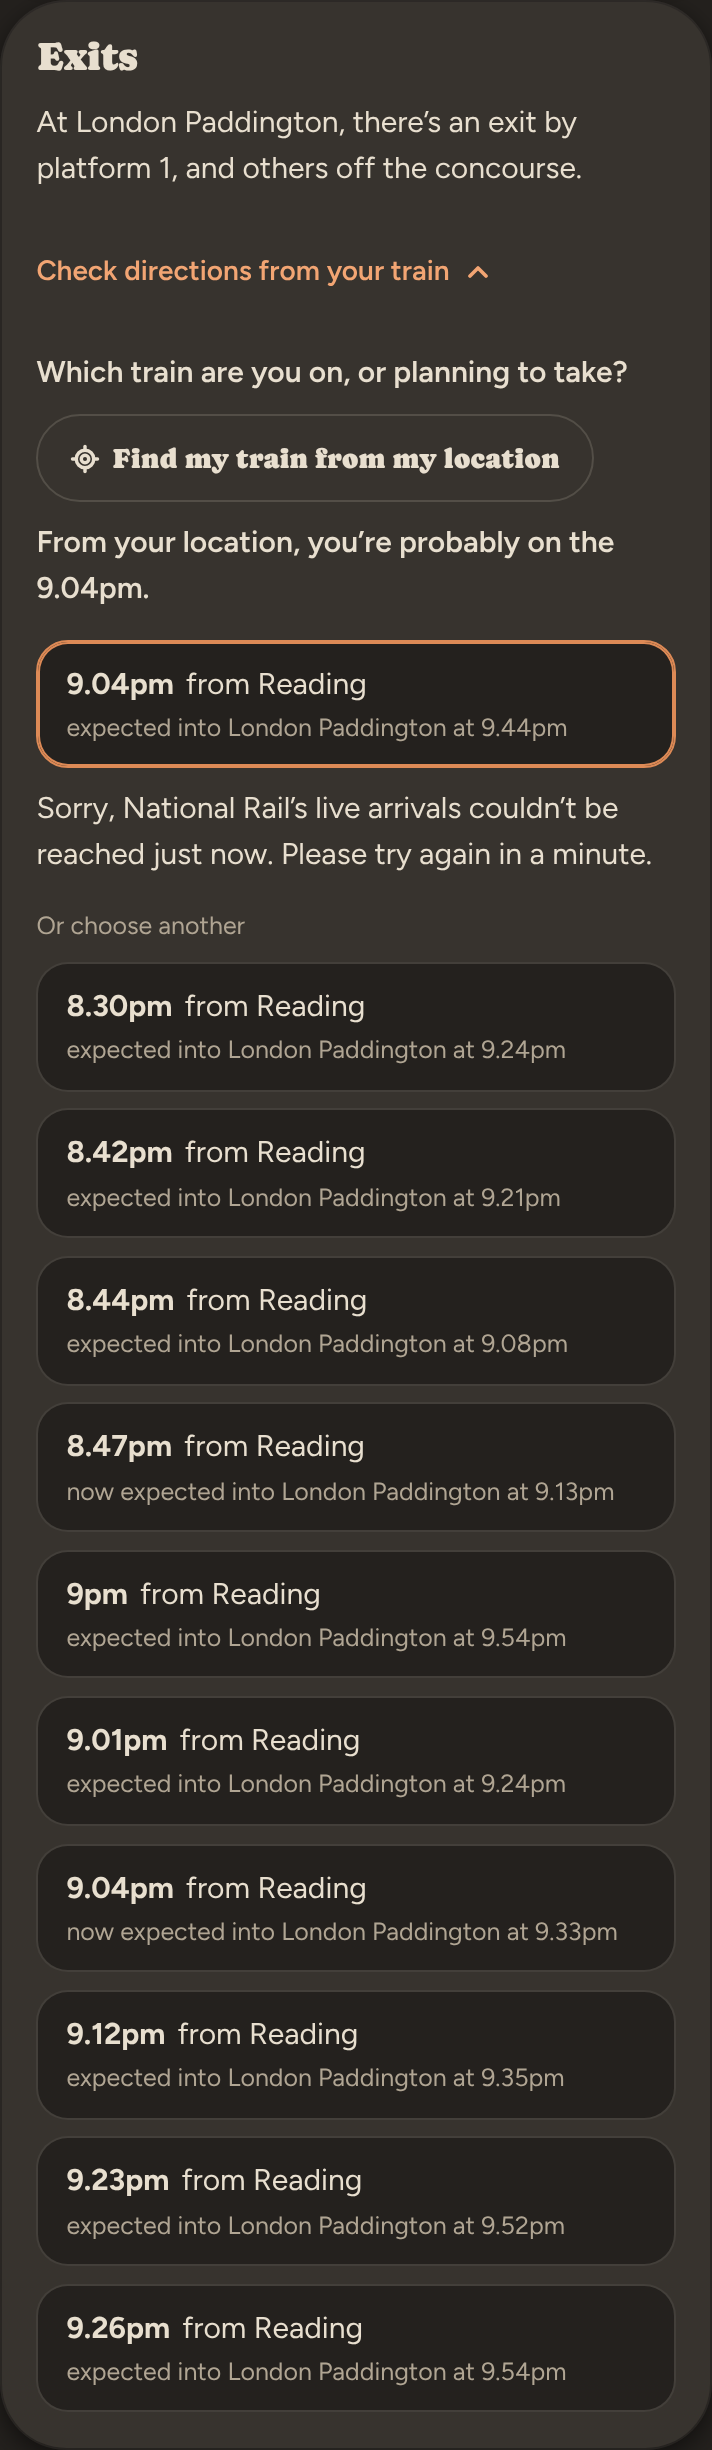 Exits
At London Paddington, there’s an exit by
platform 1, and others off the concourse.
Check directions from your train
Which train are you on, or planning to take?
Find my train from my location
From your location, you’re probably on the
9.04pm.
9.04pm from Reading
expected into London Paddington at 9.44pm
Sorry, National Rail’s live arrivals couldn’t be
reached just now. Please try again in a minute.
Or choose another
8.30pm from Reading
expected into London Paddington at 9.24pm
8.42pm from Reading
expected into London Paddington at 9.21pm
8.44pm from Reading
expected into London Paddington at 9.08pm
8.47pm from Reading
now expected into London Paddington at 9.13pm
9pm from Reading
expected into London Paddington at 9.54pm
9.01pm from Reading
expected into London Paddington at 9.24pm
9.04pm from Reading
now expected into London Paddington at 9.33pm
9.12pm from Reading
expected into London Paddington at 9.35pm
9.23pm from Reading
expected into London Paddington at 9.52pm
9.26pm from Reading
expected into London Paddington at 9.54pm